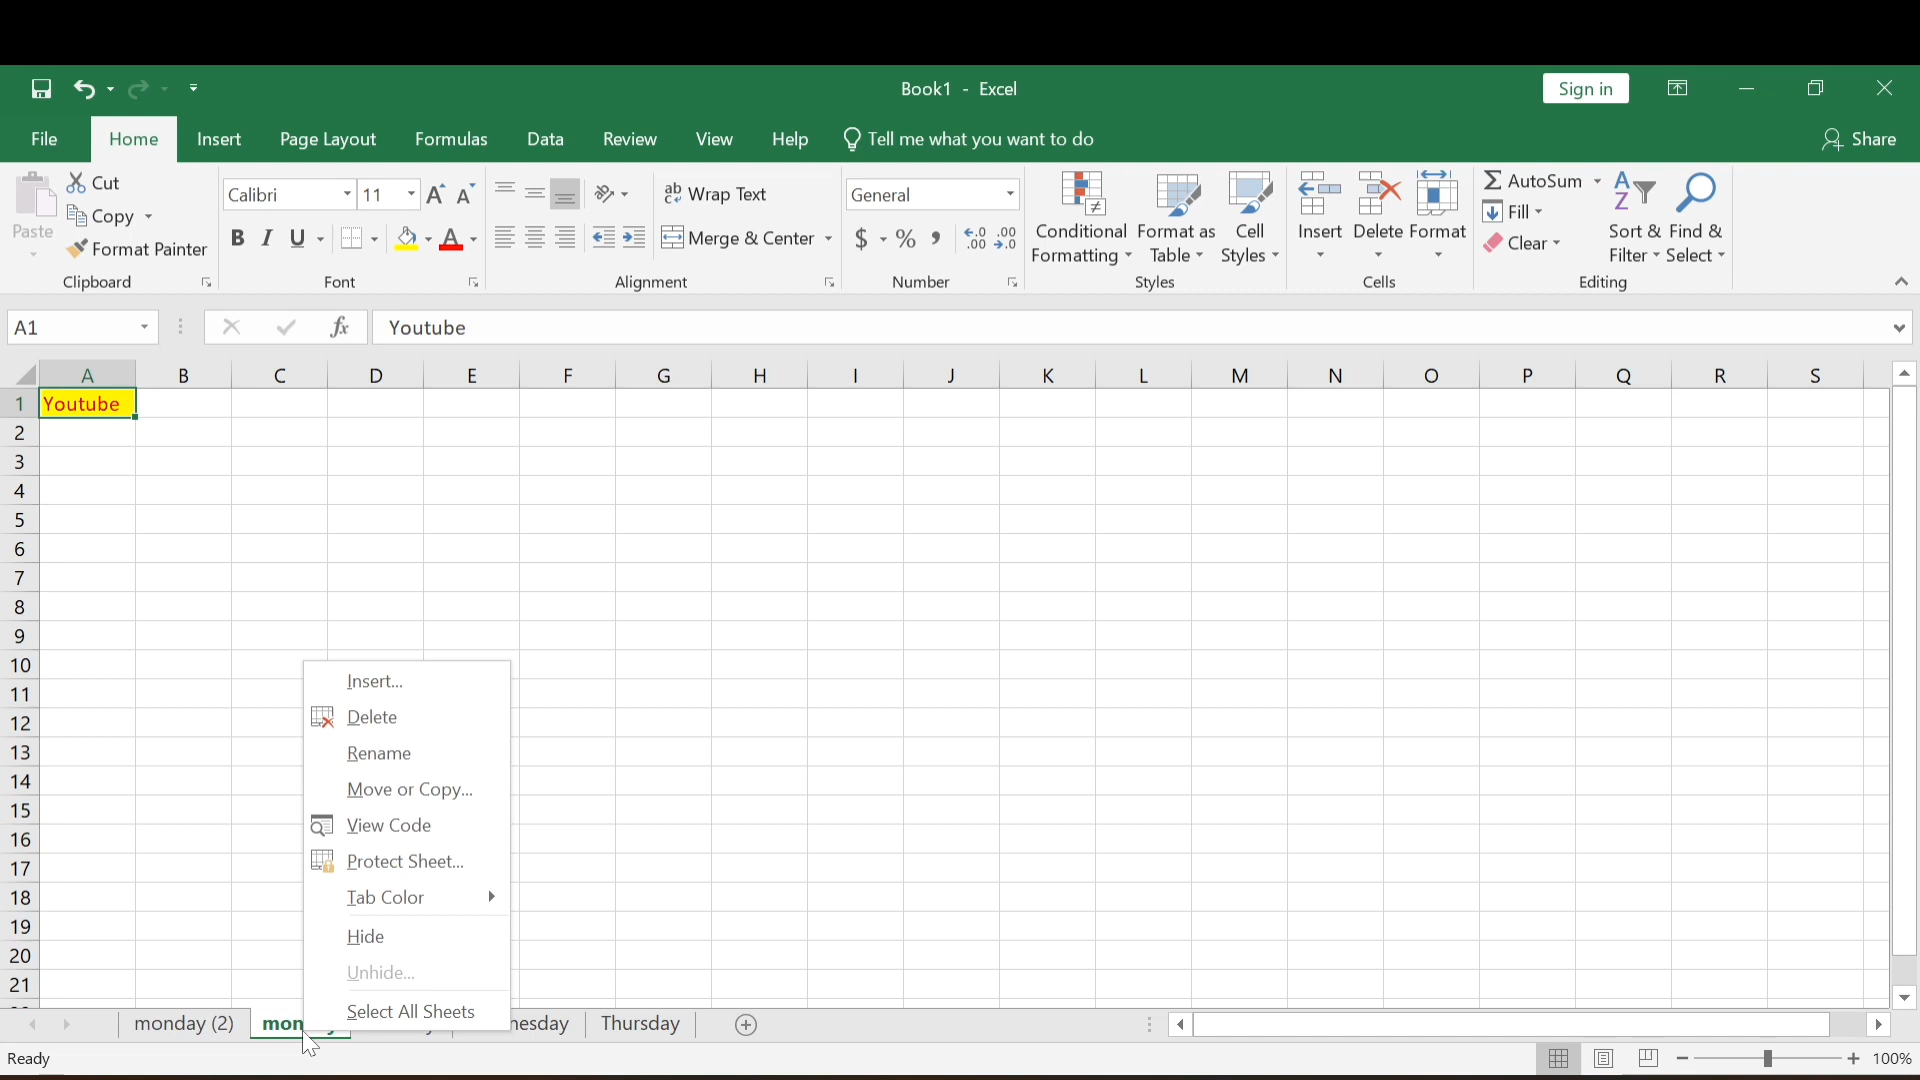 Book1 - Excel
Sign in
File Home Insert Page Layout Formulas Data Review View Help Tell me what you want to do Share
Paste
Cut
Copy
Format Painter
Clipboard
Calibri 11
B I U
Font
Wrap Text
Merge & Center
Alignment
General
$ % ,
Number
Conditional Formatting
Format as Table
Cell Styles
Styles
Insert Delete Format
Cells
AutoSum
Fill
Clear
Sort & Filter
Find & Select
Editing
A1 fx Youtube
A B C D E F G H I J K L M N O P Q R S
1 Youtube
2
3
4
5
6
7
8
9
10
11
12
13
14
15
16
17
18
19
20
21
Insert...
Delete
Rename
Move or Copy...
View Code
Protect Sheet...
Tab Color
Hide
Unhide...
Select All Sheets
monday (2) Thursday
Ready 100%